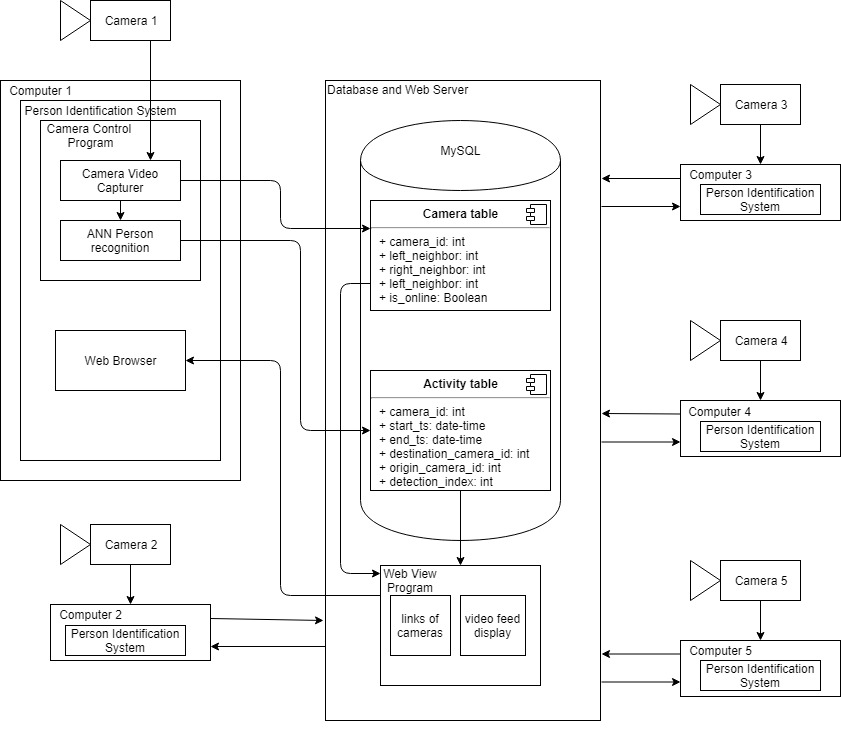 Camera 1
Computer 1
Person Identification System
Camera Control
Program
Camera Video
Capturer
ANN Person
recognition
Web Browser
Camera 2
Computer 2
Person Identification
System
Database and Web Server
MySQL
Camera table
+ camera_id: int
+ left_neighbor: int
+ right_neighbor: int
+ left_neighbor: int
+ is_online: Boolean
Activity table
+ camera_id: int
+ start_ts: date-time
+ end_ts: date-time
+ destination_camera_id: int
+ origin_camera_id: int
+ detection_index: int
Web View
Program
links of
cameras
video feed
display
Camera 3
Computer 3
Person Identification
System
Camera 4
Computer 4
Person Identification
System
Camera 5
Computer 5
Person Identification
System